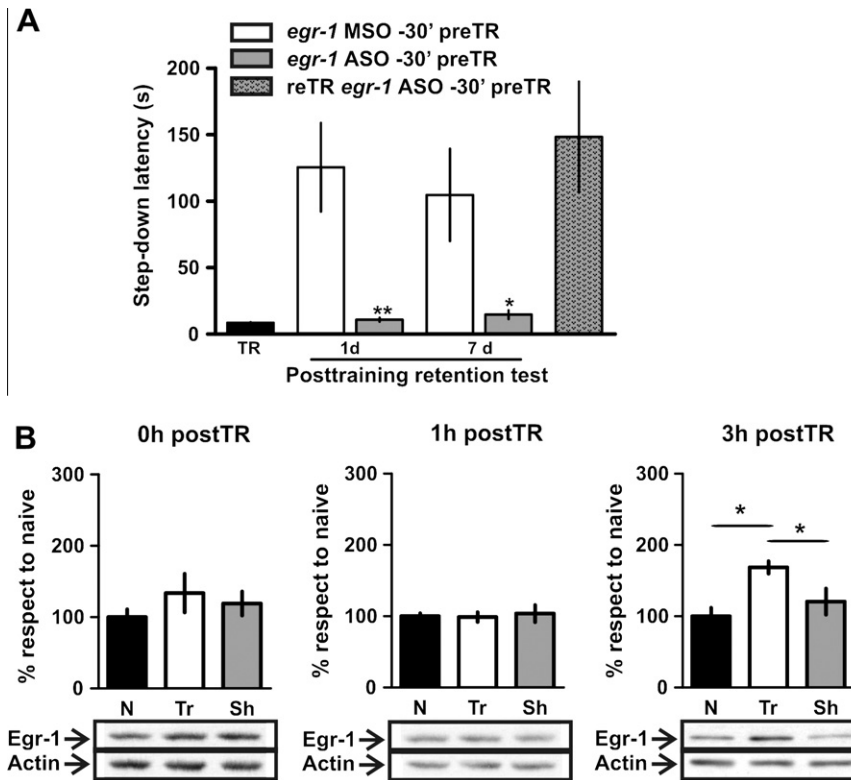 A
egr-1 MSO -30' preTR
egr-1 ASO -30' preTR
reTR egr-1 ASO -30' preTR
Step-down latency (s)
200
150
100
50
0
**
*
TR
1d
7 d
Posttraining retention test
B
0h postTR
% respect to naive
300
200
100
0
N Tr Sh
Egr-1
Actin
1h postTR
% respect to naive
300
200
100
0
N Tr Sh
Egr-1
Actin
3h postTR
% respect to naive
300
200
100
0
*
*
N Tr Sh
Egr-1
Actin